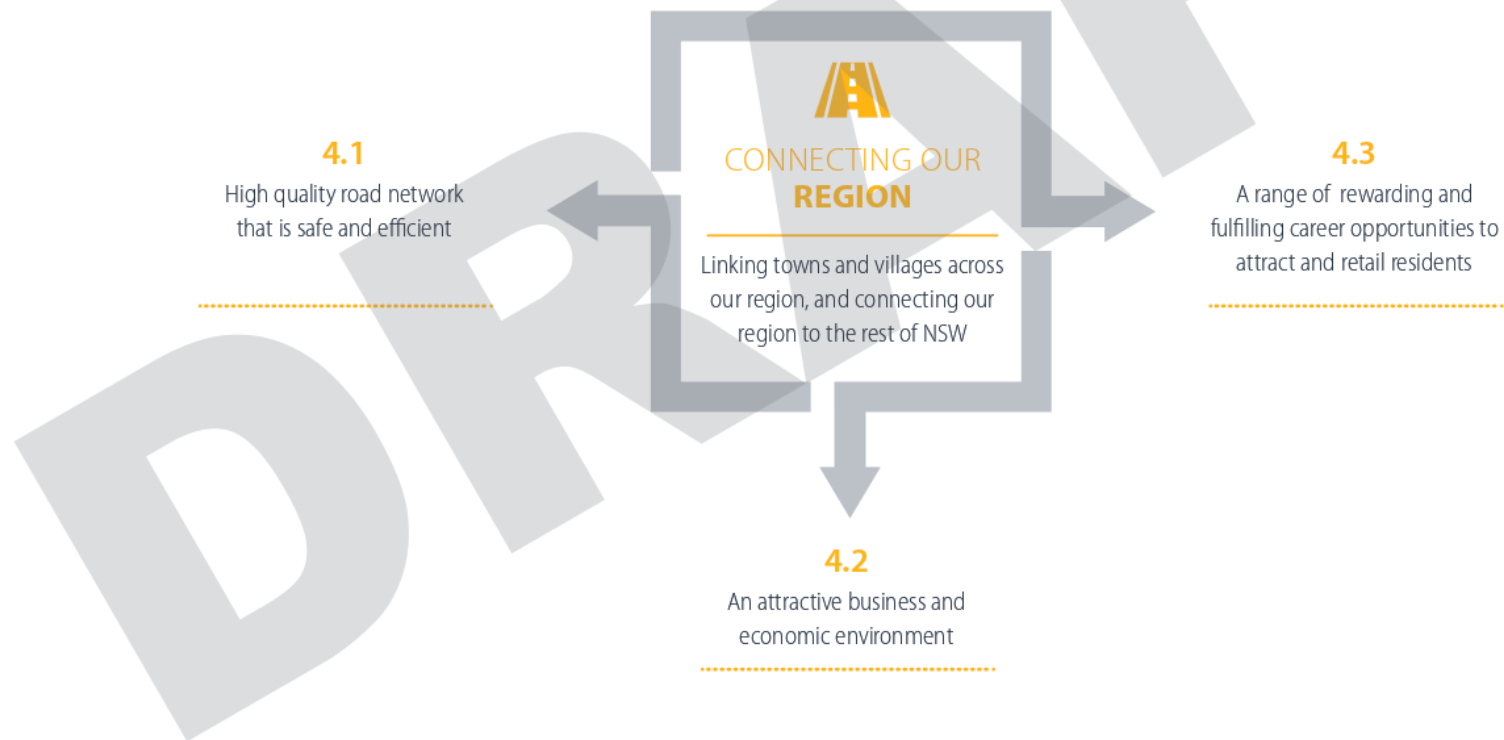 CONNECTING OUR
REGION
Linking towns and villages across
our region, and connecting our
region to the rest of NSW
4.1
High quality road network
that is safe and efficient
4.2
An attractive business and
economic environment
4.3
A range of rewarding and
fulfilling career opportunities to
attract and retail residents
DRA